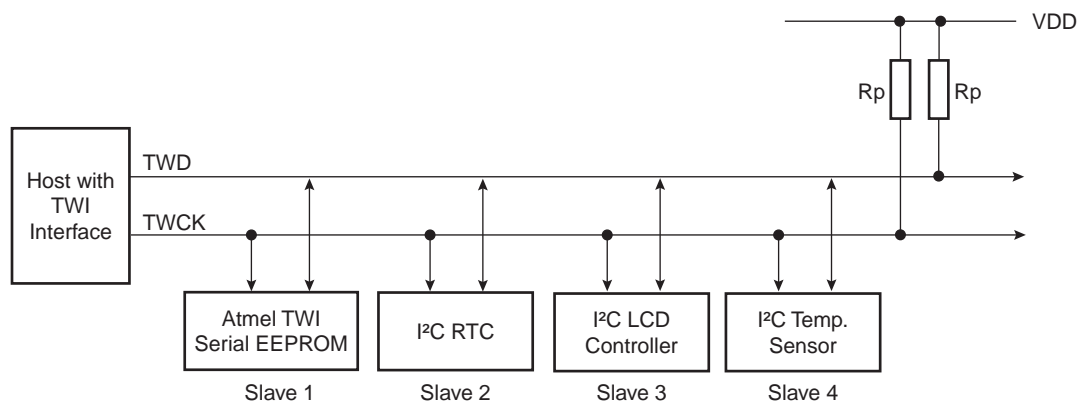 VDD
Rp
Rp
Host with
TWI
Interface
TWD
TWCK
Atmel TWI
Serial EEPROM
Slave 1
I²C RTC
Slave 2
I²C LCD
Controller
Slave 3
I²C Temp.
Sensor
Slave 4